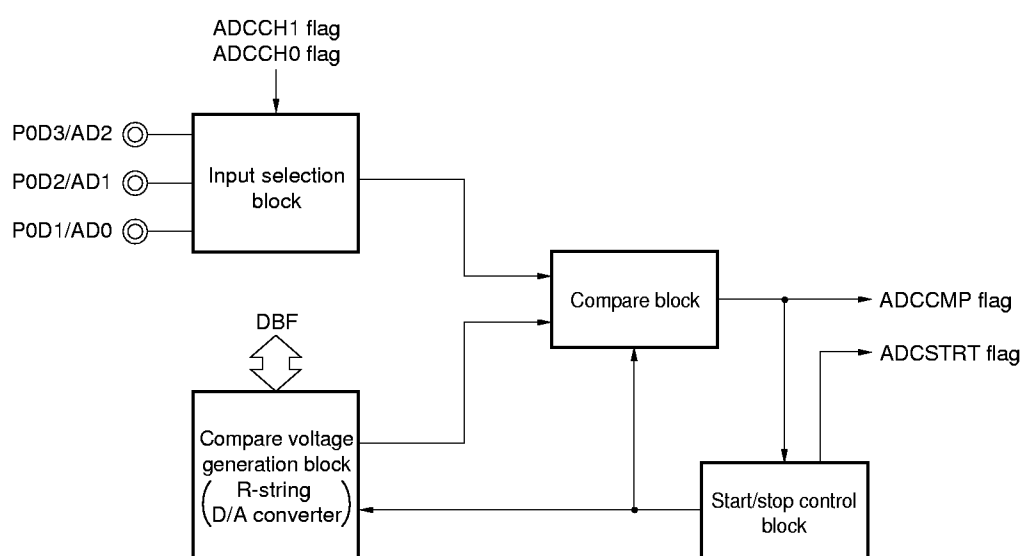 ADCCH1 flag
ADCCH0 flag
P0D3/AD2
P0D2/AD1
P0D1/AD0
Input selection
block
Compare block
ADCCMP flag
ADCSTRT flag
DBF
Compare voltage
generation block
(R-string
D/A converter)
Start/stop control
block